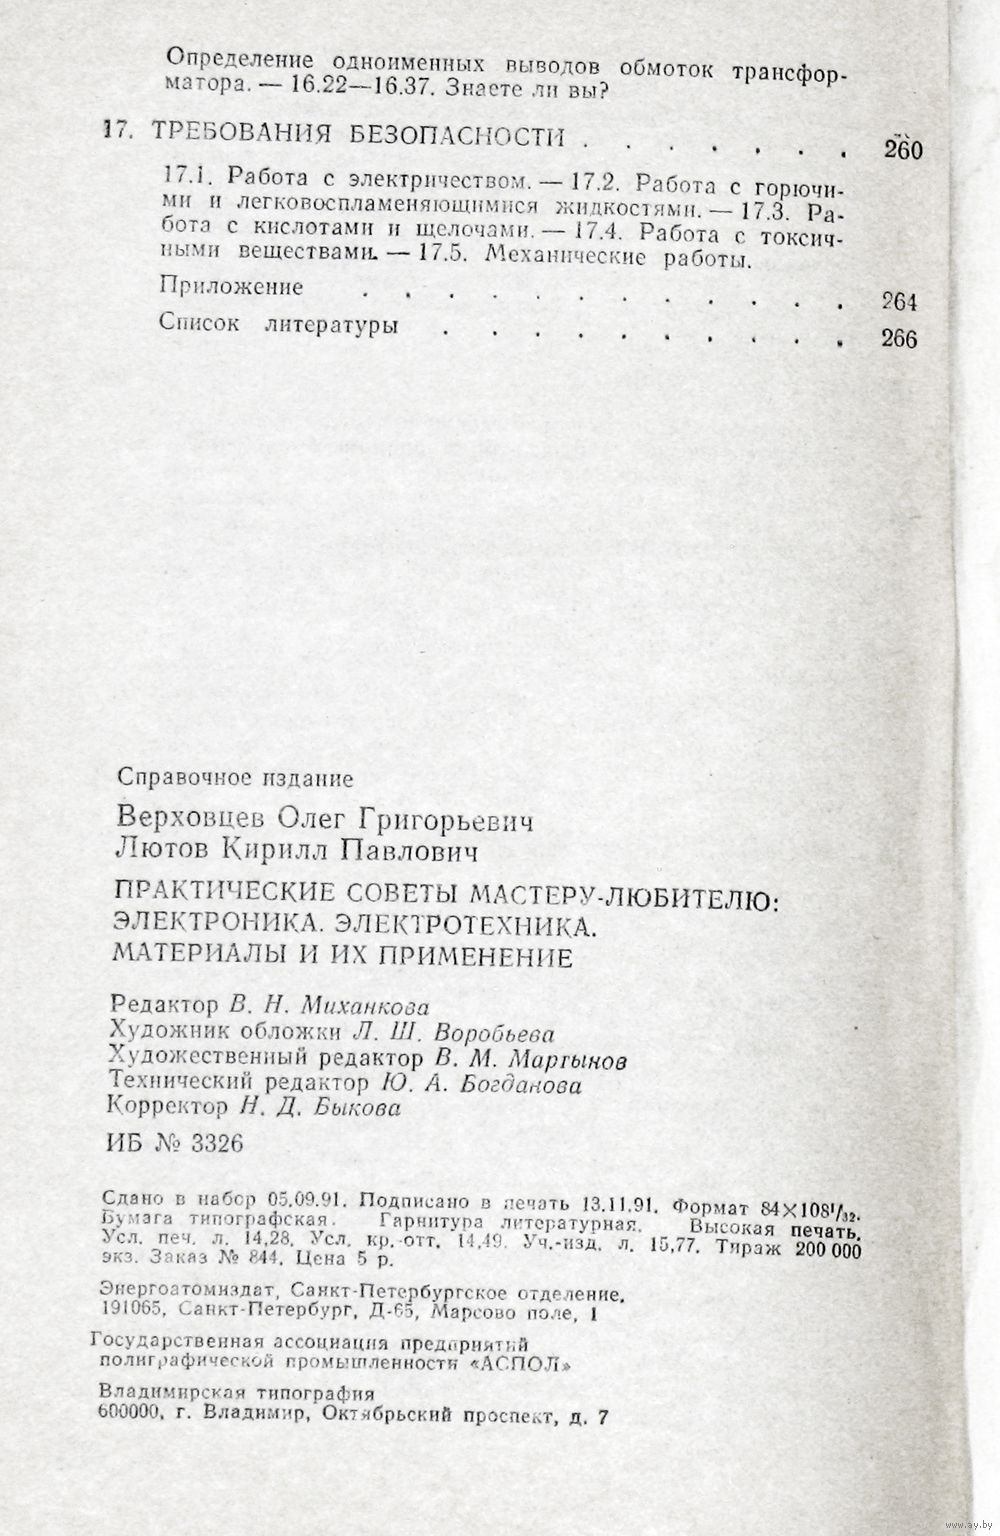 Определение одноименных выводов обмоток трансфор-
матора. — 16.22—16.37. Знаете ли вы?
17. ТРЕБОВАНИЯ БЕЗОПАСНОСТИ . . . . . . . 260
17.1. Работа с электричеством. — 17.2. Работа с горючи-
ми и легковоспламеняющимися жидкостями. — 17.3. Ра-
бота с кислотами и щелочами. — 17.4. Работа с токсич-
ными веществами. — 17.5. Механические работы.
Приложение . . . . . . . . . . . . 264
Список литературы . . . . . . . . . . 266
Справочное издание
Верховцев Олег Григорьевич
Лютов Кирилл Павлович
ПРАКТИЧЕСКИЕ СОВЕТЫ МАСТЕРУ-ЛЮБИТЕЛЮ:
ЭЛЕКТРОНИКА. ЭЛЕКТРОТЕХНИКА.
МАТЕРИАЛЫ И ИХ ПРИМЕНЕНИЕ
Редактор В. Н. Миханкова
Художник обложки Л. Ш. Воробьева
Художественный редактор В. М. Мартынов
Технический редактор Ю. А. Богданова
Корректор Н. Д. Быкова
ИБ № 3326
Сдано в набор 05.09.91. Подписано в печать 13.11.91. Формат 84×108¹/₃₂.
Бумага типографская. Гарнитура литературная. Высокая печать.
Усл. печ. л. 14,28. Усл. кр.-отт. 14,49. Уч.-изд. л. 15,77. Тираж 200 000
экз. Заказ № 844. Цена 5 р.
Энергоатомиздат, Санкт-Петербургское отделение.
191065, Санкт-Петербург, Д-65, Марсово поле, 1
Государственная ассоциация предприятий
полиграфической промышленности «АСПОЛ»
Владимирская типография
600000, г. Владимир, Октябрьский проспект, д. 7
www.ay.by